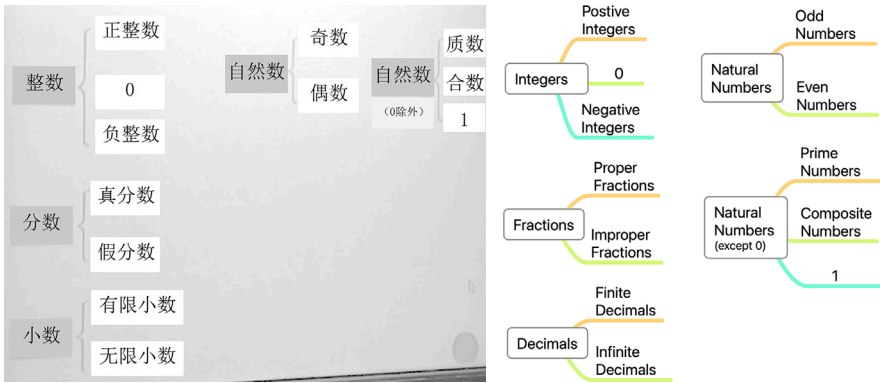 整数
正整数
0
负整数
自然数
奇数
偶数
自然数
（0除外）
质数
合数
1
分数
真分数
假分数
小数
有限小数
无限小数
Integers
Postive
Integers
0
Negative
Integers
Natural
Numbers
Odd
Numbers
Even
Numbers
Fractions
Proper
Fractions
Improper
Fractions
Natural
Numbers
(except 0)
Prime
Numbers
Composite
Numbers
1
Decimals
Finite
Decimals
Infinite
Decimals